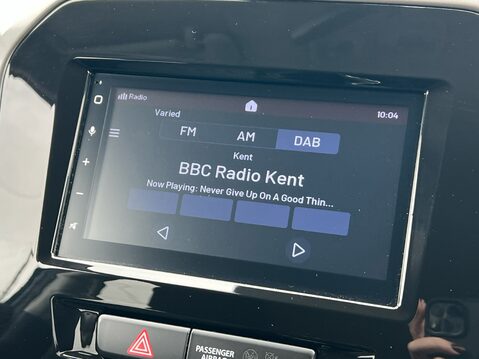 Radio
10:04
Varied
FM AM DAB
Kent
BBC Radio Kent
Now Playing: Never Give Up On A Good Thin...
PASSENGER
AIRBAG